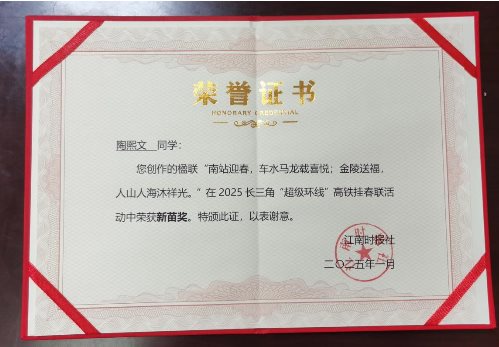 荣誉证书
HONORARY CREDENTIAL
陶熙文 同学：
您创作的楹联“南站迎春，车水马龙载喜悦；金陵送福，
人山人海沐祥光。”在 2025 长三角“超级环线”高铁挂春联活
动中荣获新苗奖。特颁此证，以表谢意。
江南时报社
二〇二五年一月